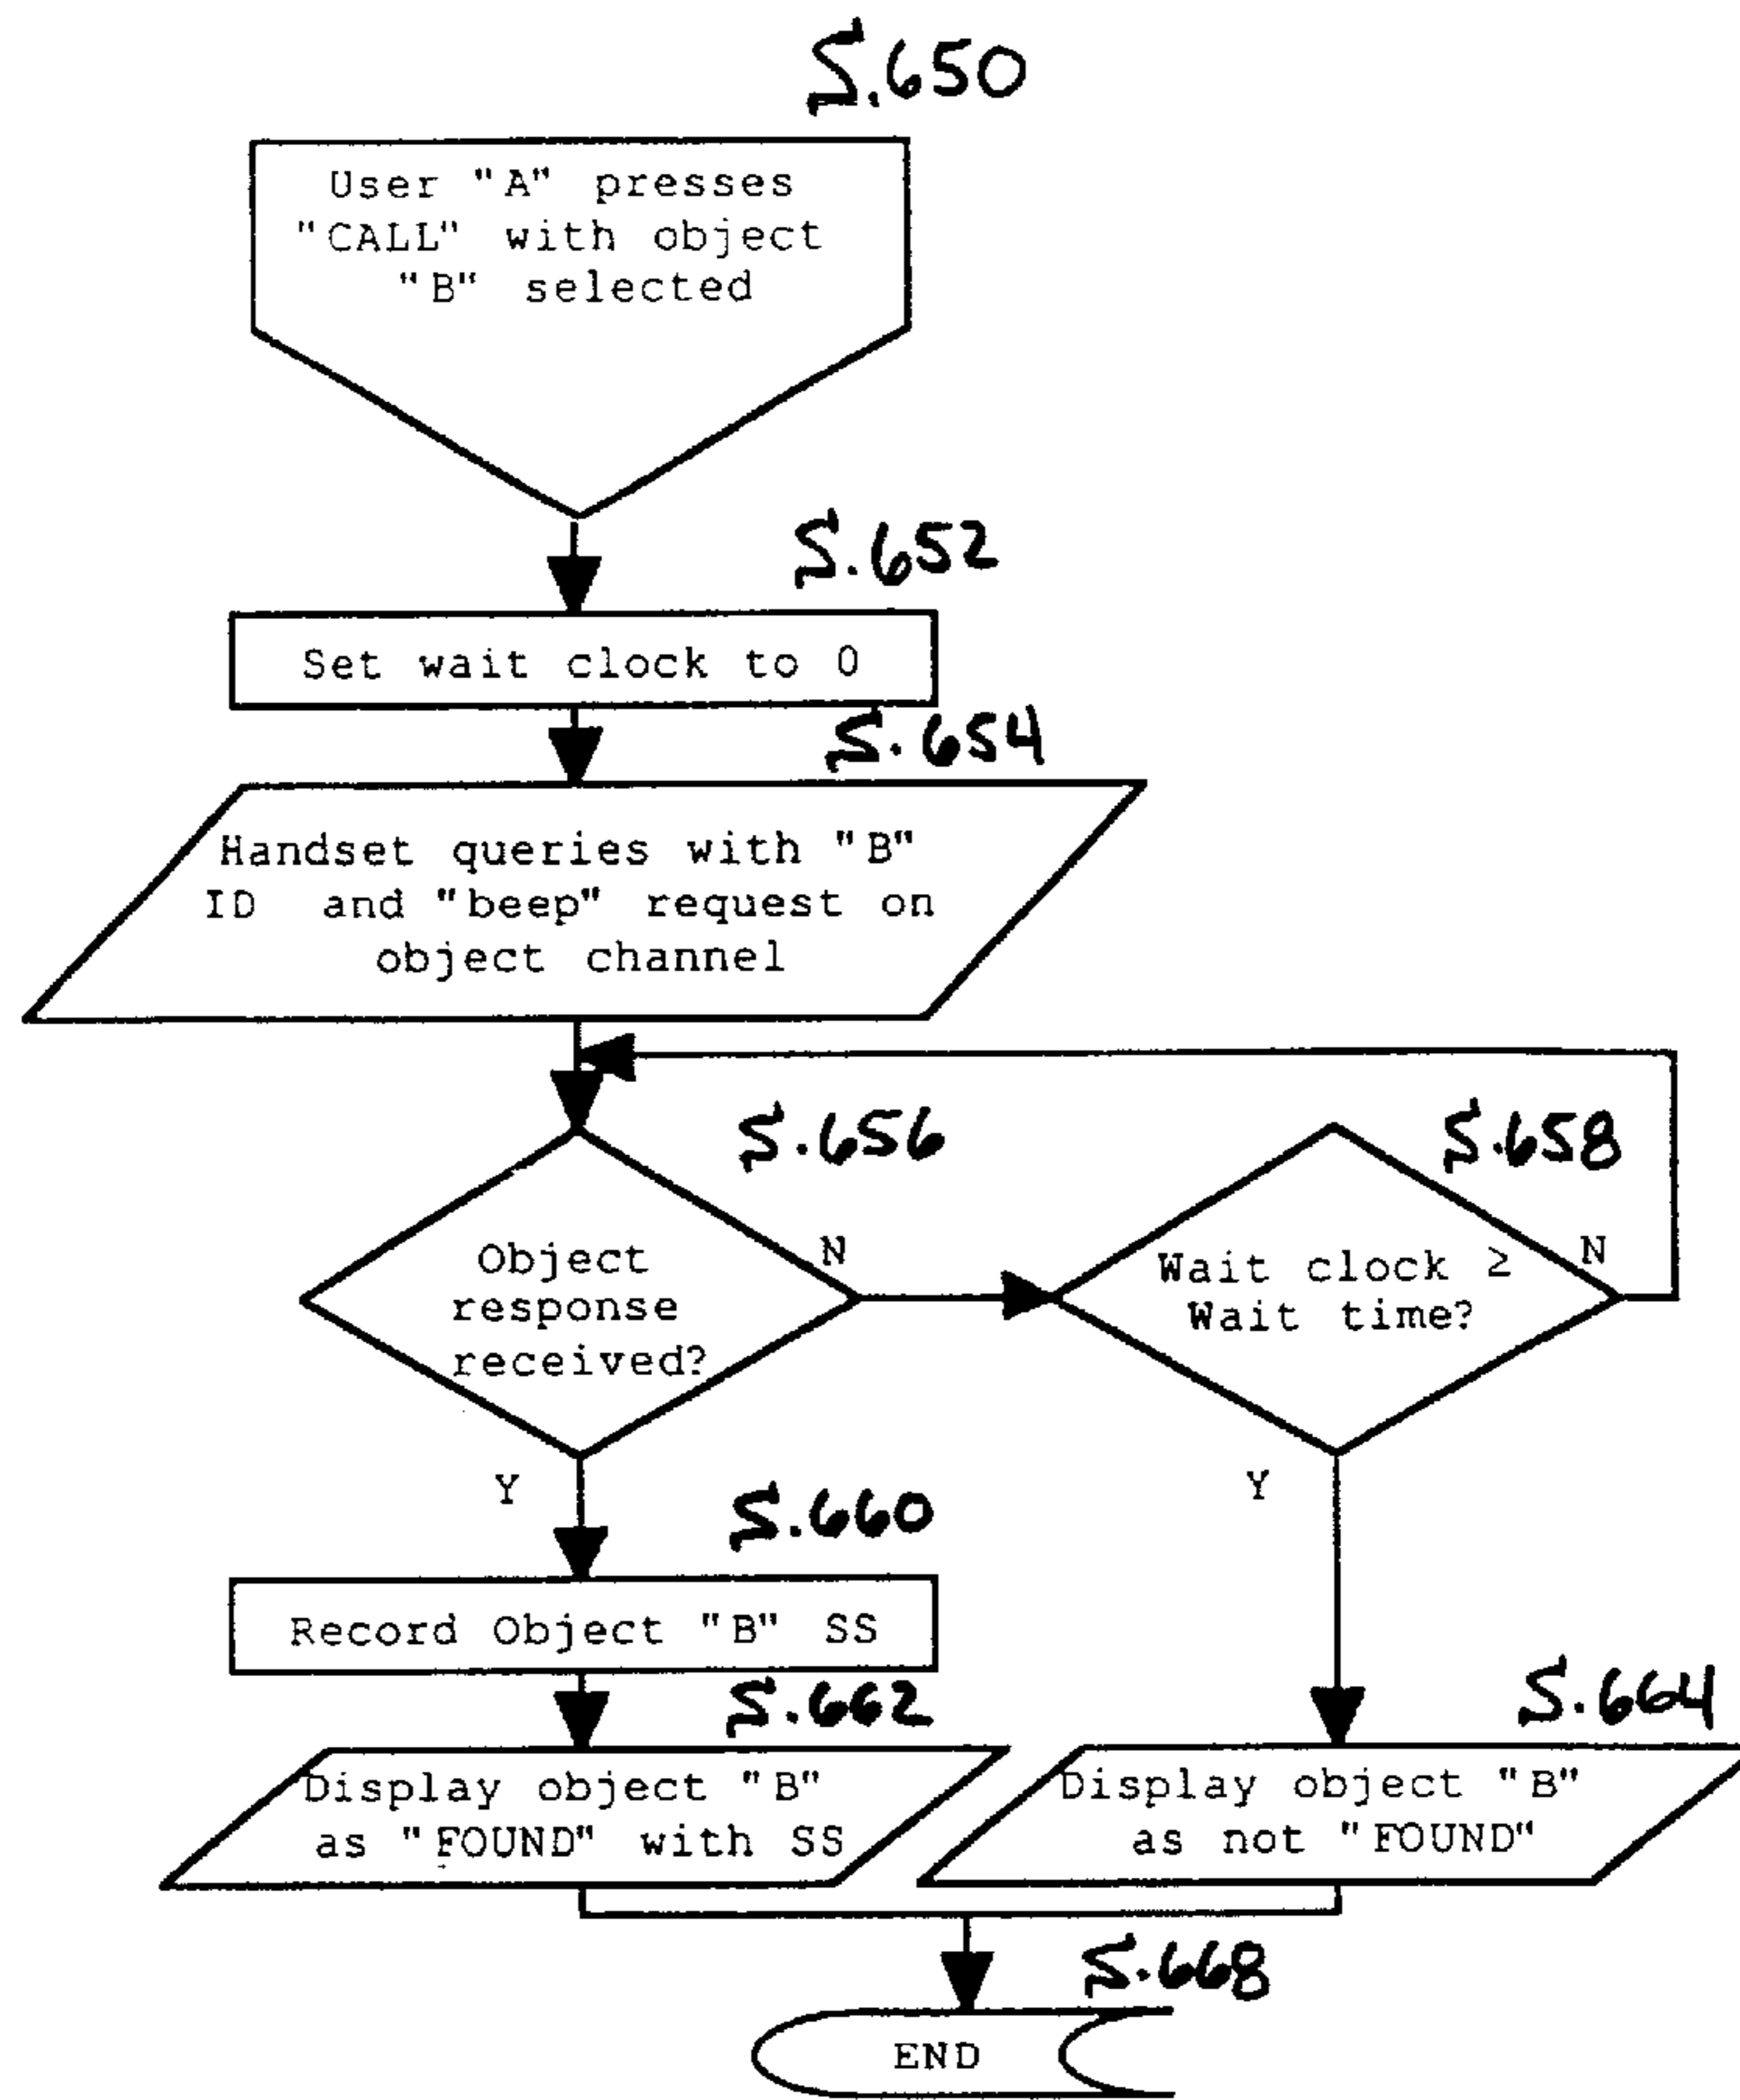 S.650
User "A" presses
"CALL" with object
"B" selected
S.652
Set wait clock to 0
S.654
Handset queries with "B"
ID and "beep" request on
object channel
S.656
S.658
Object
response
received?
N
Wait clock ≥
Wait time?
N
Y
Y
S.660
Record Object "B" SS
S.662
S.664
Display object "B"
as "FOUND" with SS
Display object "B"
as not "FOUND"
S.668
END